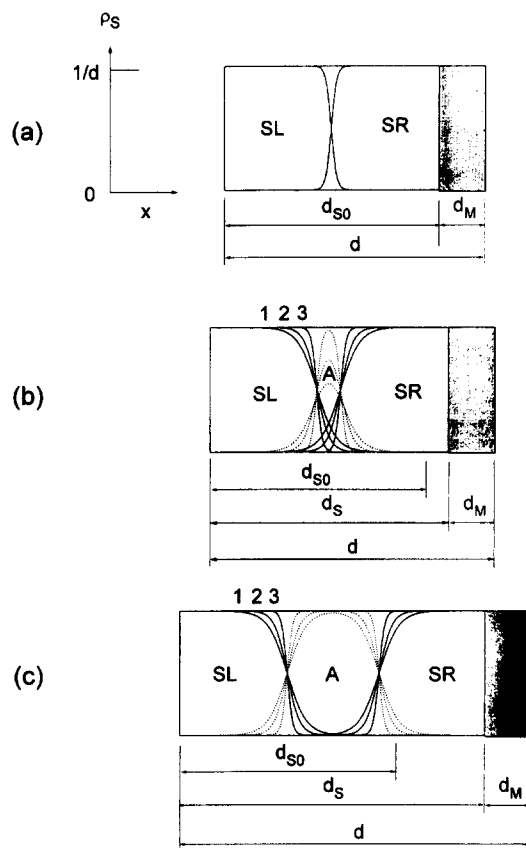 ρS
1/d
(a)
SL SR
0
x
dS0 dM
d
1 2 3
A
(b)
SL SR
dS0
dS dM
d
1 2 3
(c)
SL A SR
dS0
dS dM
d